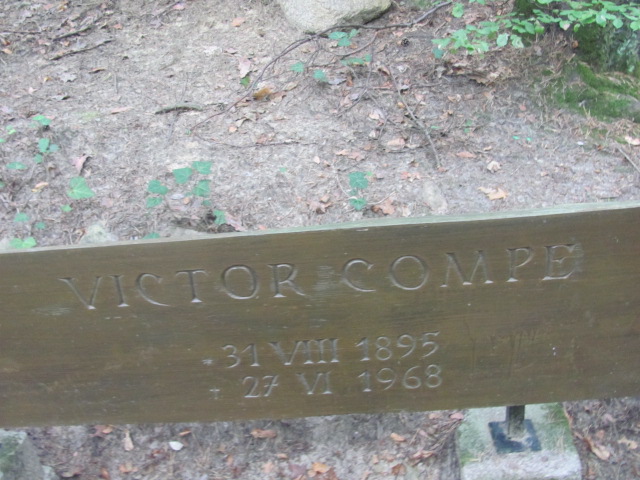 VICTOR COMPE
* 31 VIII 1895
+ 27 VI 1968